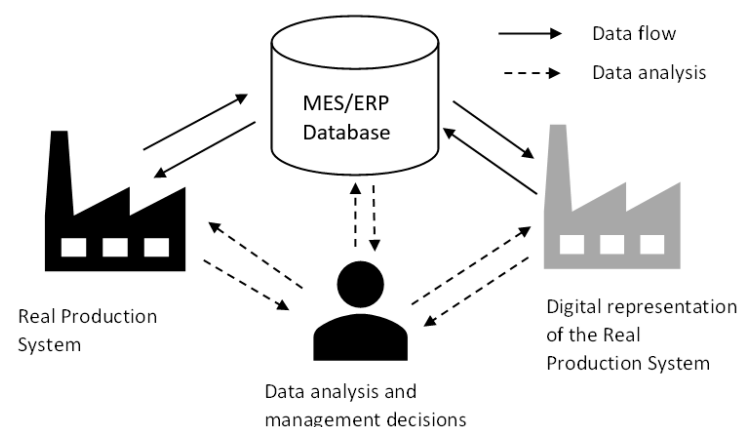 Data flow
Data analysis
MES/ERP
Database
Real Production
System
Digital representation
of the Real
Production System
Data analysis and
management decisions